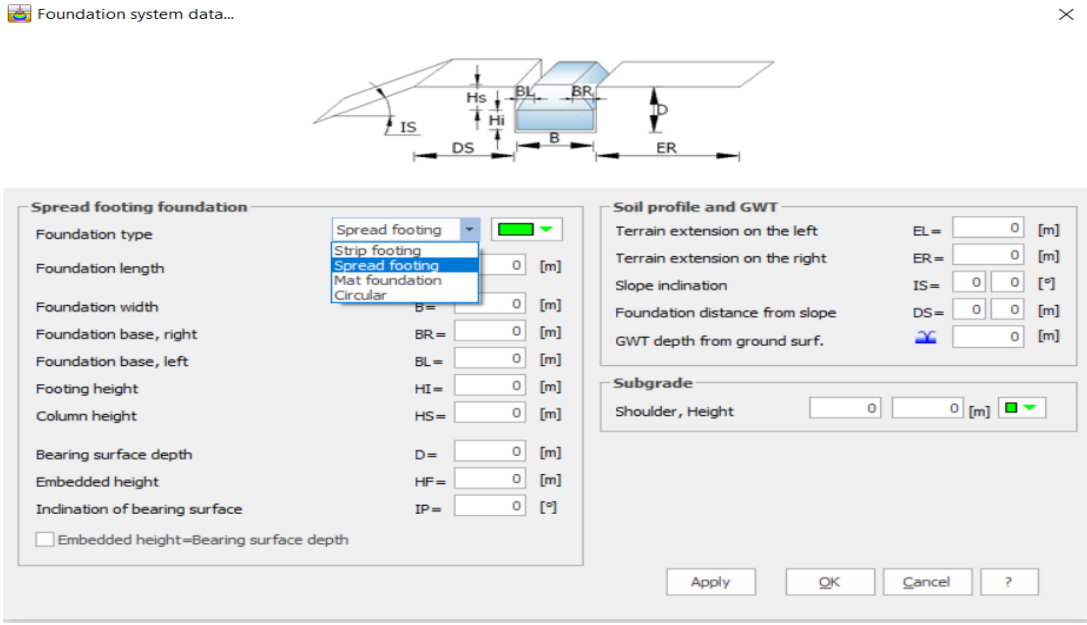 Foundation system data...
Hs
BL
BR
D
Hi
IS
B
DS
ER
Spread footing foundation
Foundation type
Spread footing
Strip footing
Spread footing
Mat foundation
Circular
Foundation length 0 [m]
Foundation width B= 0 [m]
Foundation base, right BR= 0 [m]
Foundation base, left BL= 0 [m]
Footing height HI= 0 [m]
Column height HS= 0 [m]
Bearing surface depth D= 0 [m]
Embedded height HF= 0 [m]
Inclination of bearing surface IP= 0 [°]
Embedded height=Bearing surface depth
Soil profile and GWT
Terrain extension on the left EL= 0 [m]
Terrain extension on the right ER= 0 [m]
Slope inclination IS= 0 0 [°]
Foundation distance from slope DS= 0 0 [m]
GWT depth from ground surf. 0 [m]
Subgrade
Shoulder, Height 0 0 [m]
Apply OK Cancel ?